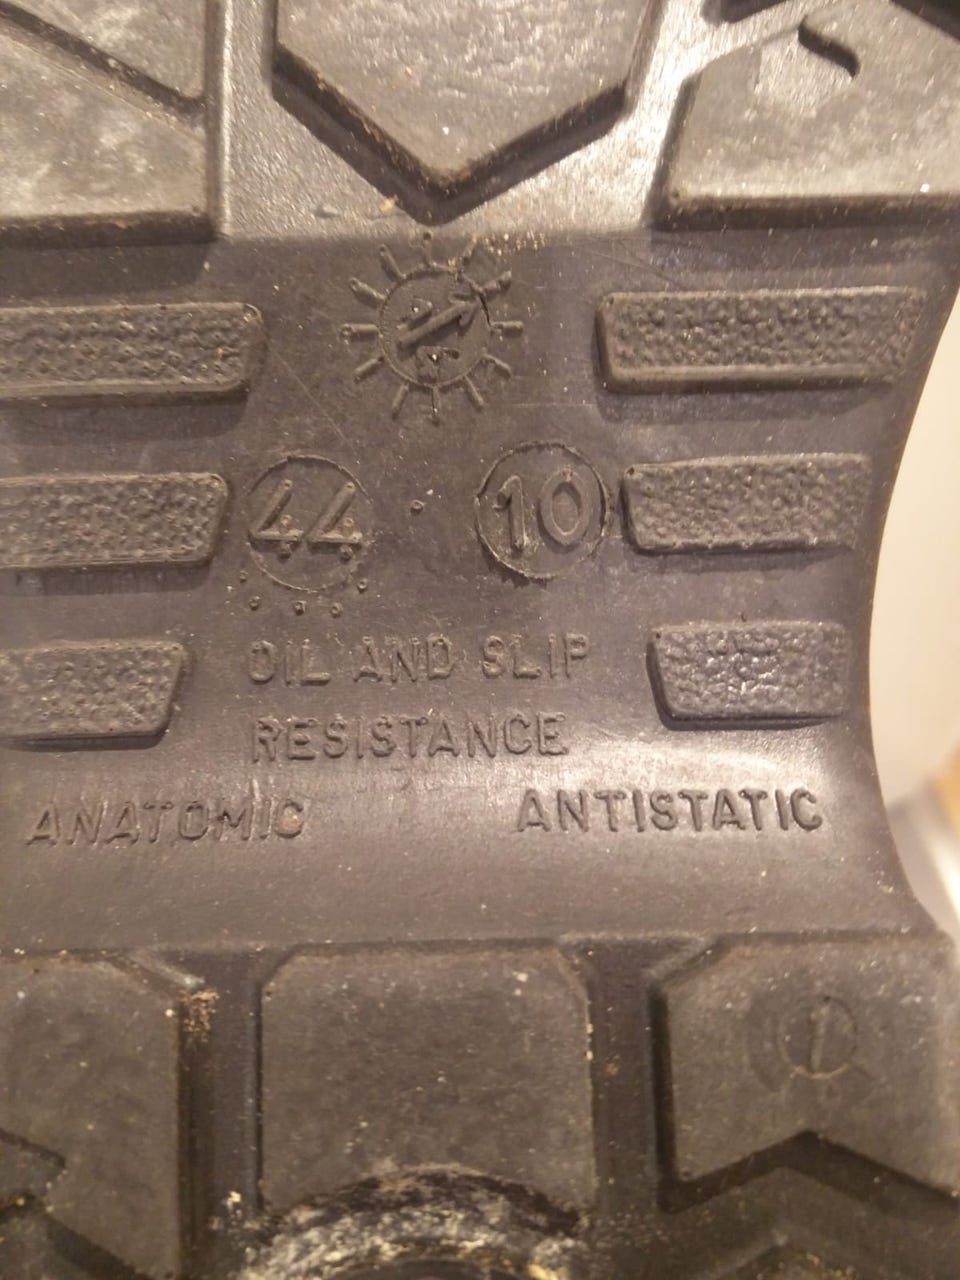 44 10
OIL AND SLIP
RESISTANCE
ANATOMIC ANTISTATIC